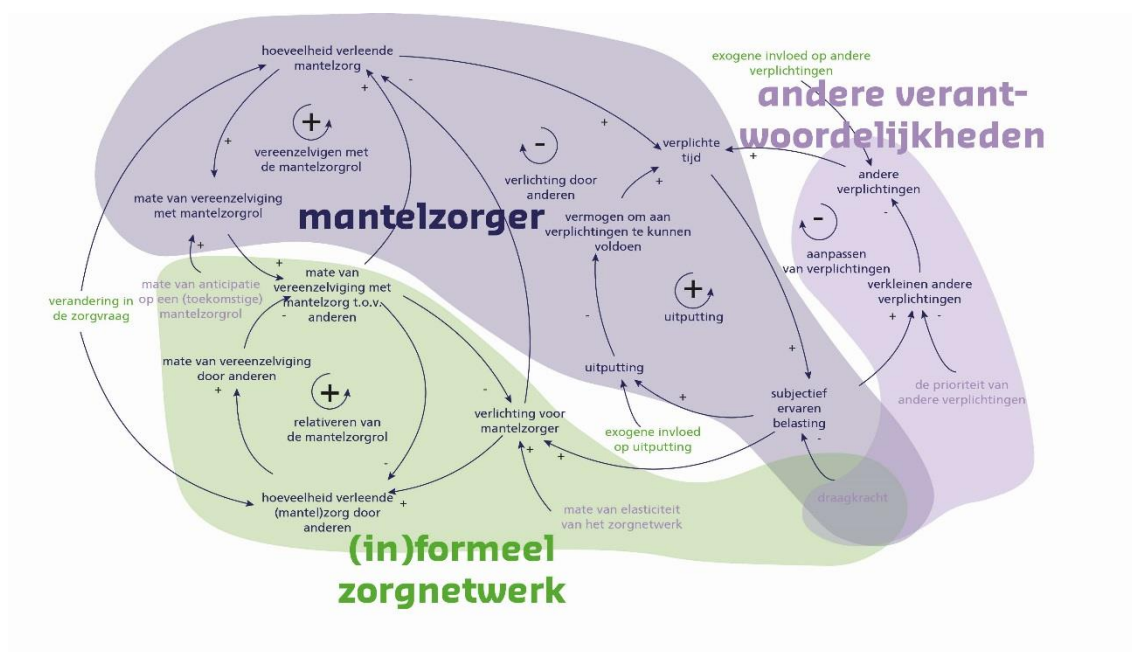 hoeveelheid verleende
mantelzorg
-
+
exogene invloed op andere
verplichtingen
andere verant-
woordelijkheden
+
+
vereenzelvigen met
de mantelzorgrol
+
-
verlichting door
anderen
+
verplichte
tijd
+
andere
verplichtingen
-
mate van vereenzelviging
met mantelzorgrol
mantelzorger
vermogen om aan
verplichtingen te kunnen
voldoen
+
-
aanpassen
van verplichtingen
+
+
mate van anticipatie
op een (toekomstige)
mantelzorgrol
mate van
vereenzelviging met
mantelzorg t.o.v.
anderen
-
verkleinen andere
verplichtingen
+
-
verandering in
de zorgvraag
+
uitputting
-
mate van vereenzelviging
door anderen
+
+
relativeren van
de mantelzorgrol
-
uitputting
+
+
subjectief
ervaren
belasting
-
de prioriteit van
andere verplichtingen
verlichting voor
mantelzorger
+
+
exogene invloed
op uitputting
-
+
hoeveelheid verleende
(mantel)zorg door
anderen
mate van elasticiteit
van het zorgnetwerk
draagkracht
(in)formeel
zorgnetwerk